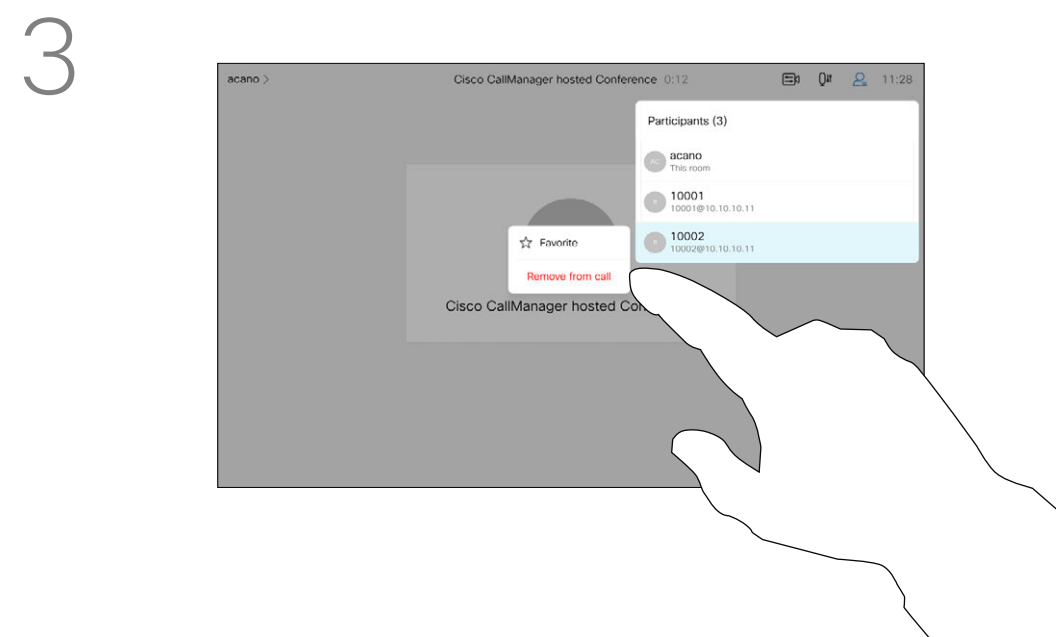 3
acano >
Cisco CallManager hosted Conference 0:12
11:28
Participants (3)
AC
acano
This room
10001
10001@10.10.10.11
10002
10002@10.10.10.11
Favorite
Remove from call
Cisco CallManager hosted Con